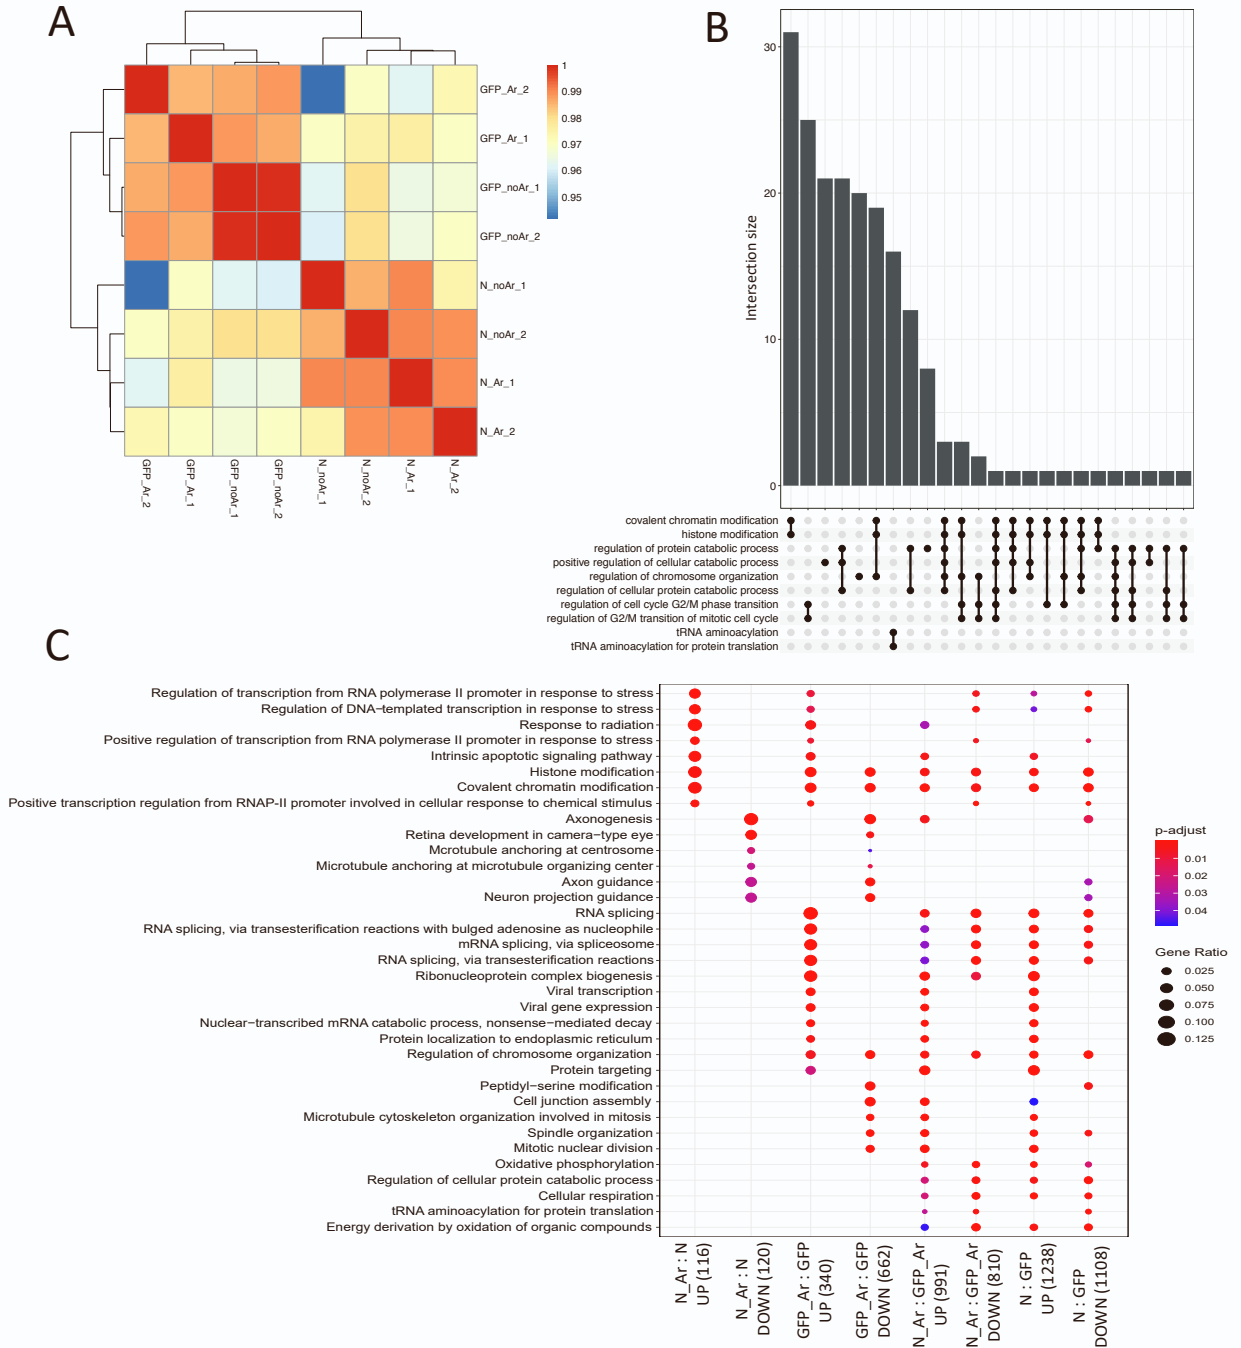 A
1
0.99
0.98
0.97
0.96
0.95
GFP_Ar_2
GFP_Ar_1
GFP_noAr_1
GFP_noAr_2
N_noAr_1
N_noAr_2
N_Ar_1
N_Ar_2
GFP_Ar_2
GFP_Ar_1
GFP_noAr_1
GFP_noAr_2
N_noAr_1
N_noAr_2
N_Ar_1
N_Ar_2
B
Intersection size
30
20
10
0
covalent chromatin modification
histone modification
regulation of protein catabolic process
positive regulation of cellular catabolic process
regulation of chromosome organization
regulation of cellular protein catabolic process
regulation of cell cycle G2/M phase transition
regulation of G2/M transition of mitotic cell cycle
tRNA aminoacylation
tRNA aminoacylation for protein translation
C
Regulation of transcription from RNA polymerase II promoter in response to stress
Regulation of DNA−templated transcription in response to stress
Response to radiation
Positive regulation of transcription from RNA polymerase II promoter in response to stress
Intrinsic apoptotic signaling pathway
Histone modification
Covalent chromatin modification
Positive transcription regulation from RNAP-II promoter involved in cellular response to chemical stimulus
Axonogenesis
Retina development in camera−type eye
Mcrotubule anchoring at centrosome
Microtubule anchoring at microtubule organizing center
Axon guidance
Neuron projection guidance
RNA splicing
RNA splicing, via transesterification reactions with bulged adenosine as nucleophile
mRNA splicing, via spliceosome
RNA splicing, via transesterification reactions
Ribonucleoprotein complex biogenesis
Viral transcription
Viral gene expression
Nuclear−transcribed mRNA catabolic process, nonsense−mediated decay
Protein localization to endoplasmic reticulum
Regulation of chromosome organization
Protein targeting
Peptidyl−serine modification
Cell junction assembly
Microtubule cytoskeleton organization involved in mitosis
Spindle organization
Mitotic nuclear division
Oxidative phosphorylation
Regulation of cellular protein catabolic process
Cellular respiration
tRNA aminoacylation for protein translation
Energy derivation by oxidation of organic compounds
N_Ar : N
UP (116)
N_Ar : N
DOWN (120)
GFP_Ar : GFP
UP (340)
GFP_Ar : GFP
DOWN (662)
N_Ar : GFP_Ar
UP (991)
N_Ar : GFP_Ar
DOWN (810)
N : GFP
UP (1238)
N : GFP
DOWN (1108)
p-adjust
0.01
0.02
0.03
0.04
Gene Ratio
0.025
0.050
0.075
0.100
0.125